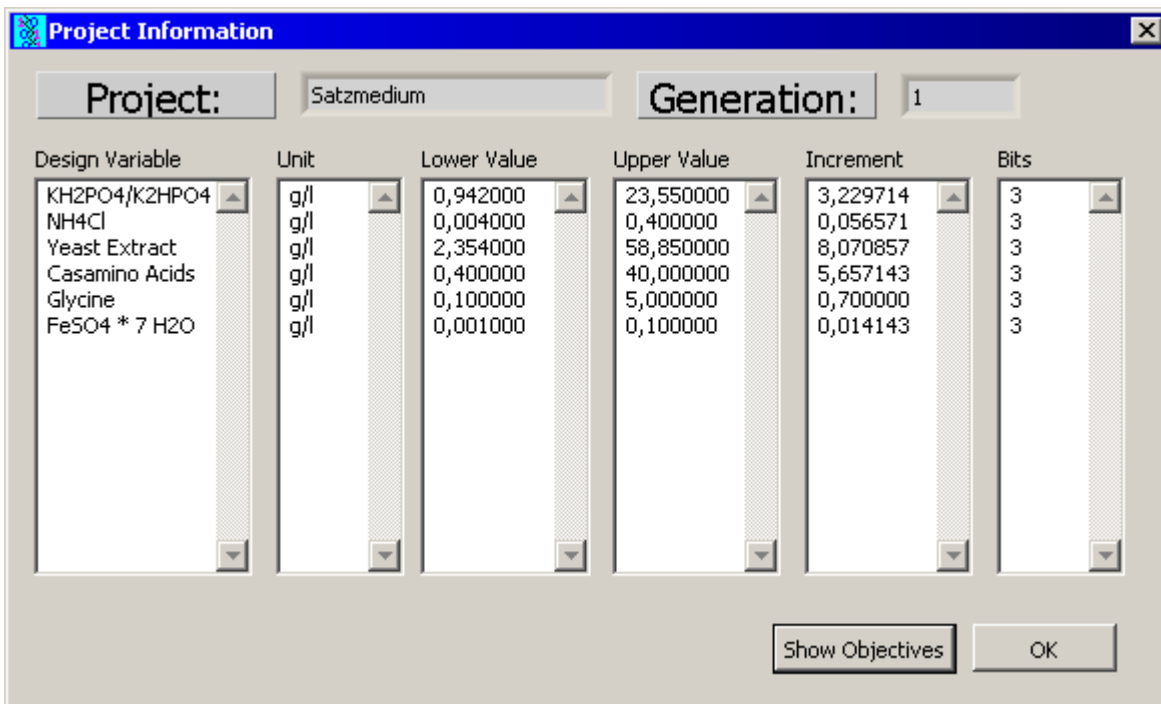 Project Information
Project: Satzmedium Generation: 1
Design Variable Unit Lower Value Upper Value Increment Bits
KH2PO4/K2HPO4 g/l 0,942000 23,550000 3,229714 3
NH4Cl g/l 0,004000 0,400000 0,056571 3
Yeast Extract g/l 2,354000 58,850000 8,070857 3
Casamino Acids g/l 0,400000 40,000000 5,657143 3
Glycine g/l 0,100000 5,000000 0,700000 3
FeSO4 * 7 H2O g/l 0,001000 0,100000 0,014143 3
Show Objectives OK